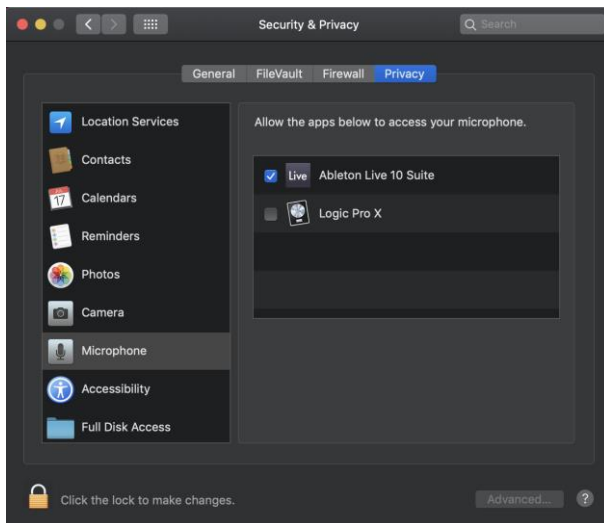 Security & Privacy
Search
General FileVault Firewall Privacy
Location Services
Contacts
17
Calendars
Reminders
Photos
Camera
Microphone
Accessibility
Full Disk Access
Allow the apps below to access your microphone.
Live Ableton Live 10 Suite
Logic Pro X
Click the lock to make changes.
Advanced...
?